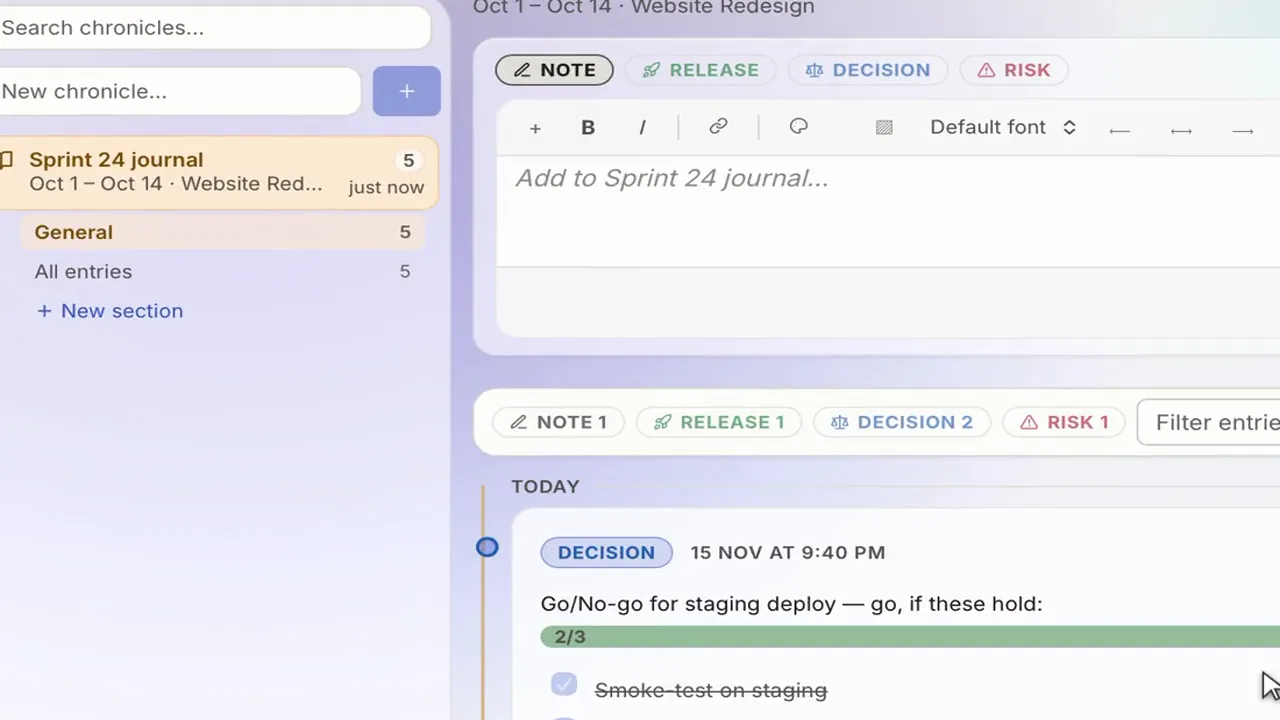 Search chronicles...
New chronicle...
+
Sprint 24 journal
5
Oct 1 – Oct 14 · Website Red...
just now
General
5
All entries
5
+ New section
Oct 1 – Oct 14 · Website Redesign
NOTE
RELEASE
DECISION
RISK
+ B I
Default font
Add to Sprint 24 journal...
NOTE 1
RELEASE 1
DECISION 2
RISK 1
Filter entrie
TODAY
DECISION
15 NOV AT 9:40 PM
Go/No-go for staging deploy — go, if these hold:
2/3
Smoke-test on staging